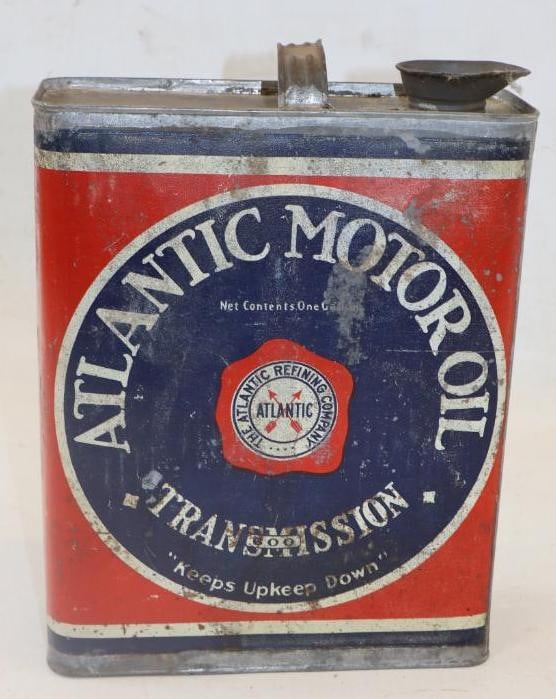 ATLANTIC MOTOR OIL
Net Contents One
THE ATLANTIC REFINING COMPANY
ATLANTIC
TRANSMISSION
600
"Keeps Upkeep Down"